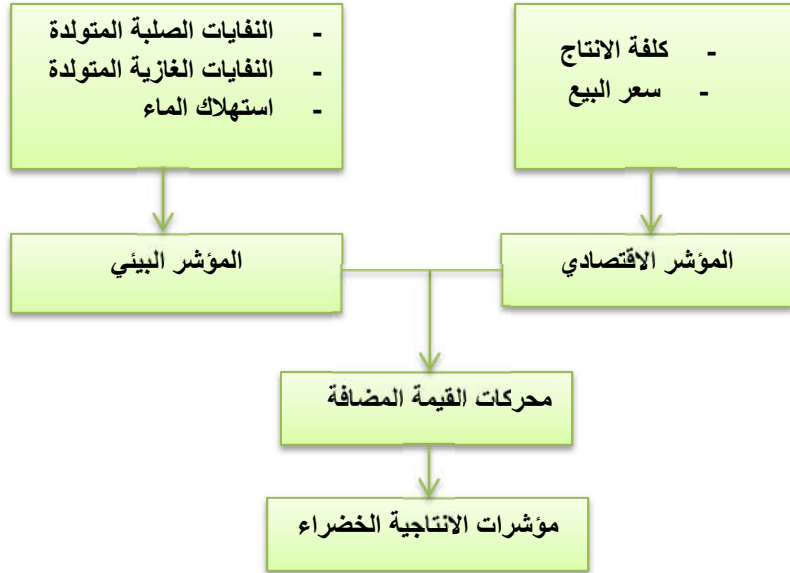 - كلفة الانتاج
- سعر البيع
- النفايات الصلبة المتولدة
- النفايات الغازية المتولدة
- استهلاك الماء
المؤشر الاقتصادي
المؤشر البيئي
محركات القيمة المضافة
مؤشرات الانتاجية الخضراء